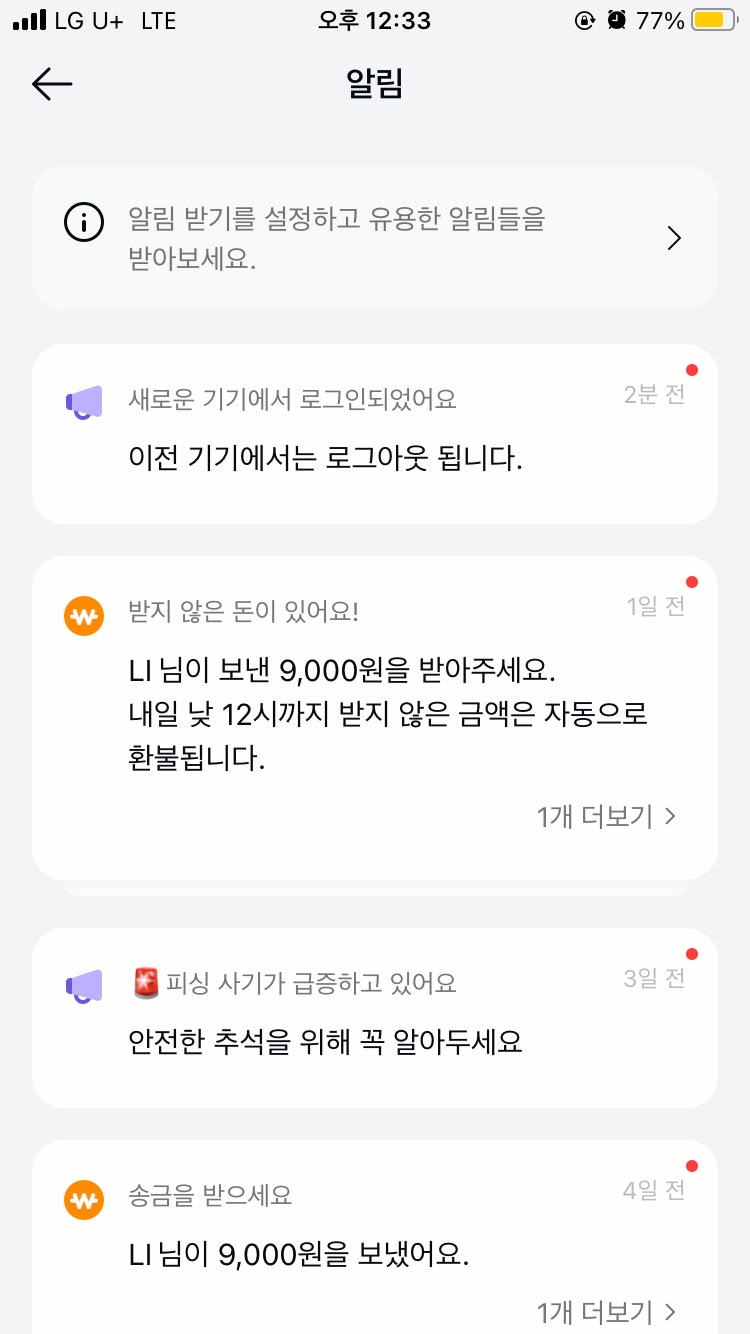 LG U+ LTE 오후 12:33 77%
알림
알림 받기를 설정하고 유용한 알림들을
받아보세요.
새로운 기기에서 로그인되었어요 2분 전
이전 기기에서는 로그아웃 됩니다.
받지 않은 돈이 있어요! 1일 전
LI 님이 보낸 9,000원을 받아주세요.
내일 낮 12시까지 받지 않은 금액은 자동으로
환불됩니다.
1개 더보기 >
피싱 사기가 급증하고 있어요 3일 전
안전한 추석을 위해 꼭 알아두세요
송금을 받으세요 4일 전
LI 님이 9,000원을 보냈어요.
1개 더보기 >